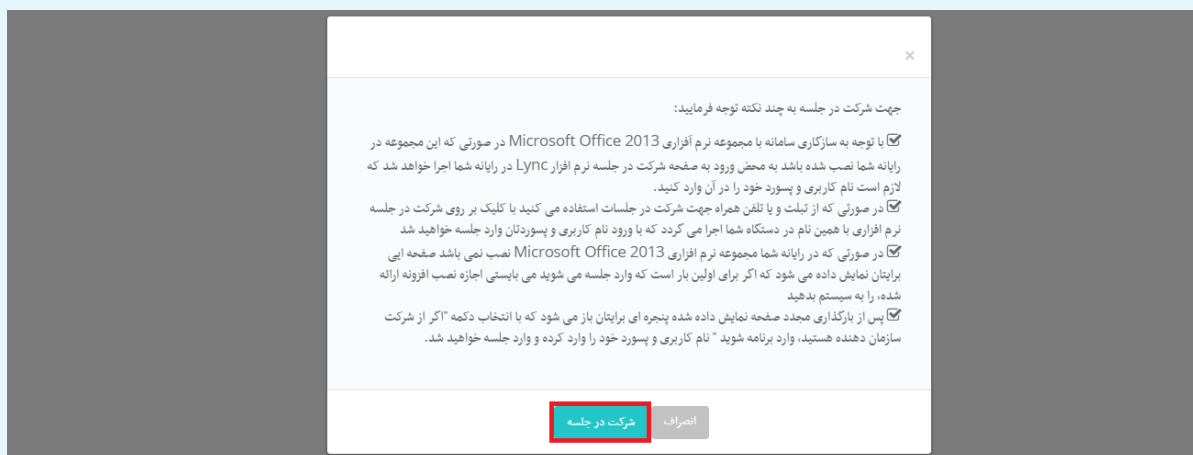 ×
جهت شرکت در جلسه به چند نکته توجه فرمایید:
با توجه به سازگاری سامانه با مجموعه نرم آفزاری Microsoft Office 2013 در صورتی که این مجموعه در
رایانه شما نصب شده باشد به محض ورود به صفحه شرکت در جلسه نرم افزار Lync در رایانه شما اجرا خواهد شد که
لازم است نام کاربری و پسورد خود را در آن وارد کنید.
در صورتی که از تبلت و یا تلفن همراه جهت شرکت در جلسات استفاده می کنید با کلیک بر روی شرکت در جلسه
نرم افزاری با همین نام در دستگاه شما اجرا می گردد که با ورود نام کاربری و پسوردتان وارد جلسه خواهید شد
در صورتی که در رایانه شما مجموعه نرم افزاری Microsoft Office 2013 نصب نمی باشد صفحه ایی
برایتان نمایش داده می شود که اگر برای اولین بار است که وارد جلسه می شوید می بایستی اجازه نصب افزونه ارائه
شده، را به سیستم بدهید
پس از بارگذاری مجدد صفحه نمایش داده شده پنجره ای برایتان باز می شود که با انتخاب دکمه "اگر از شرکت
سازمان دهنده هستید، وارد برنامه شوید " نام کاربری و پسورد خود را وارد کرده و وارد جلسه خواهید شد.
شرکت در جلسه انصراف